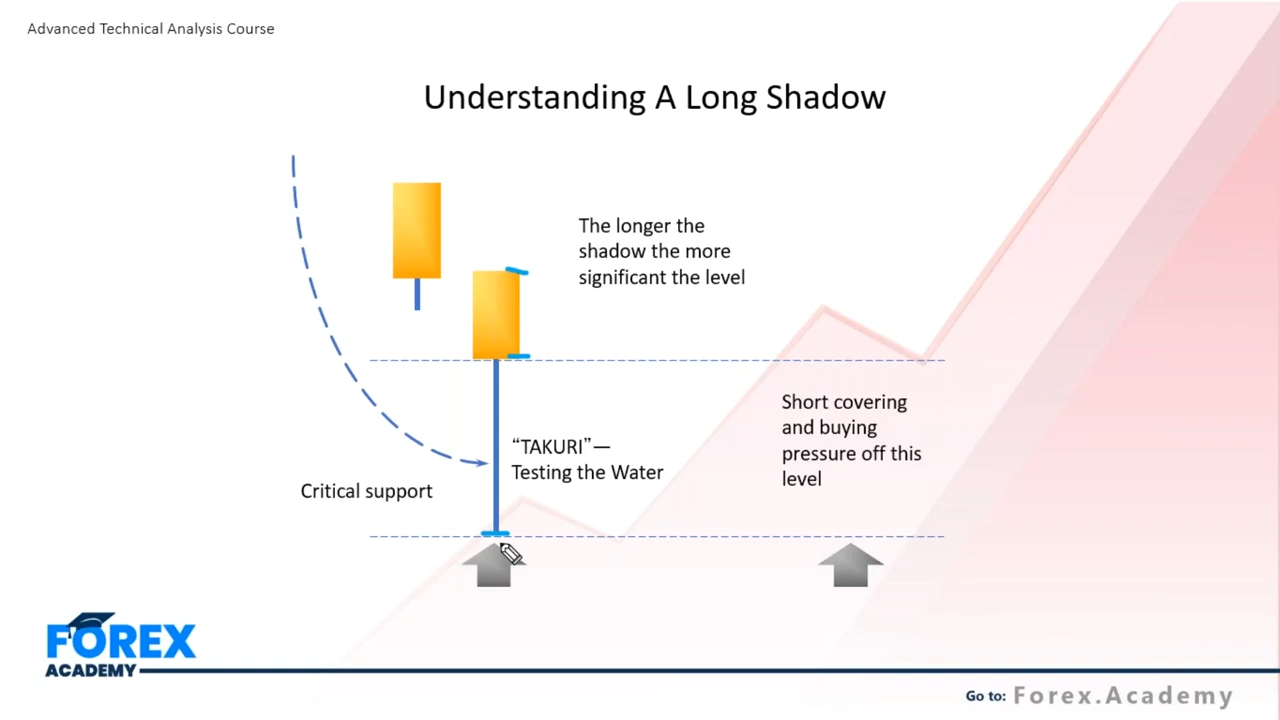 Advanced Technical Analysis Course
Understanding A Long Shadow
The longer the
shadow the more
significant the level
Short covering
and buying
pressure off this
level
“TAKURI”—
Testing the Water
Critical support
FOREX
ACADEMY
Go to: Forex.Academy